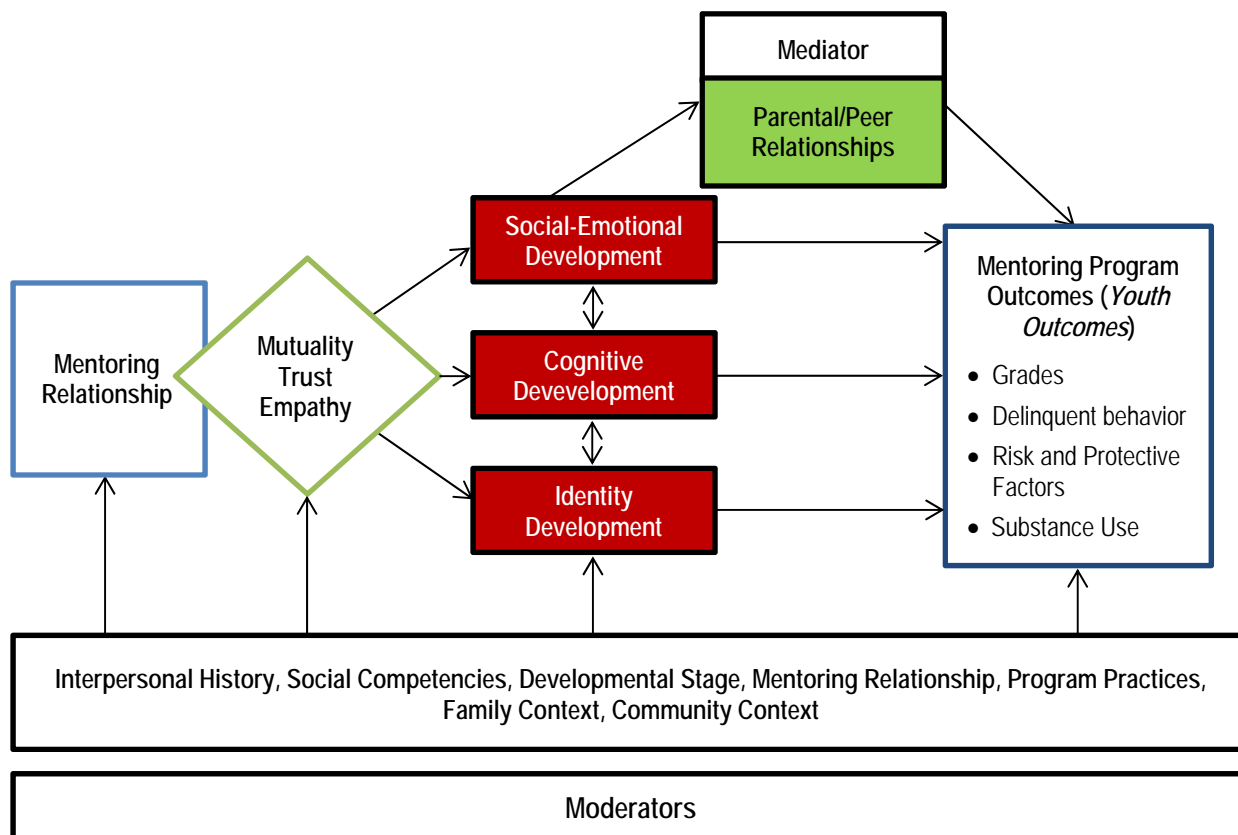 Mediator
Parental/Peer
Relationships
Social-Emotional
Development
Mentoring
Relationship
Mutuality
Trust
Empathy
Cognitive
Devevelopment
Identity
Development
Mentoring Program
Outcomes (Youth
Outcomes)
• Grades
• Delinquent behavior
• Risk and Protective
Factors
• Substance Use
Interpersonal History, Social Competencies, Developmental Stage, Mentoring Relationship, Program Practices,
Family Context, Community Context
Moderators